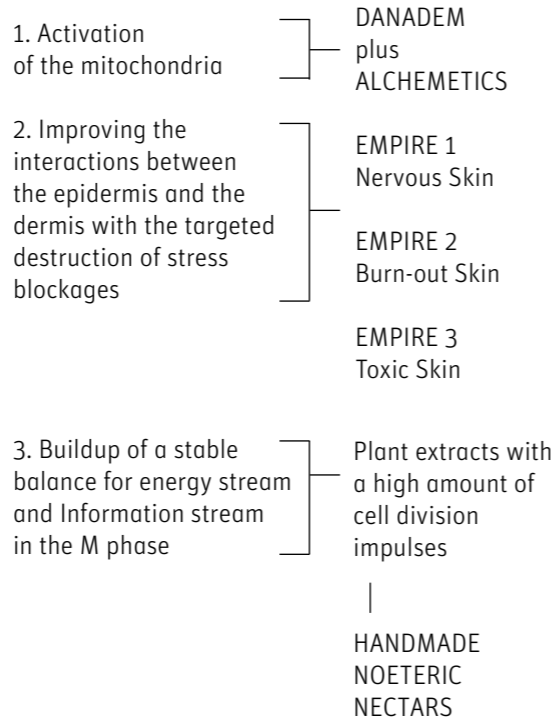 1. Activation
of the mitochondria
DANADEM
plus
ALCHEMETICS
2. Improving the
interactions between
the epidermis and the
dermis with the targeted
destruction of stress
blockages
EMPIRE 1
Nervous Skin
EMPIRE 2
Burn-out Skin
EMPIRE 3
Toxic Skin
3. Buildup of a stable
balance for energy stream
and Information stream
in the M phase
Plant extracts with
a high amount of
cell division
impulses
HANDMADE
NOETERIC
NECTARS